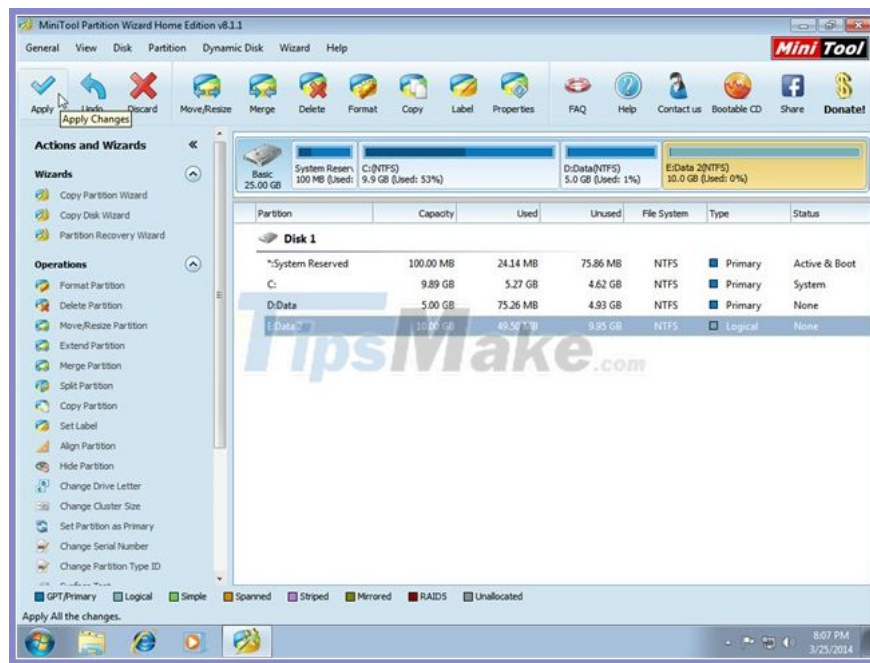 MiniTool Partition Wizard Home Edition v8.1.1
General View Disk Partition Dynamic Disk Wizard Help
Mini Tool
Apply Undo Discard Move/Resize Merge Delete Format Copy Label Properties FAQ Help Contact us Bootable CD Share Donate!
Apply Changes
Actions and Wizards
Wizards
Copy Partition Wizard
Copy Disk Wizard
Partition Recovery Wizard
Operations
Format Partition
Delete Partition
Move/Resize Partition
Extend Partition
Merge Partition
Split Partition
Copy Partition
Set Label
Align Partition
Hide Partition
Change Drive Letter
Change Cluster Size
Set Partition as Primary
Change Serial Number
Change Partition Type ID
Basic
25.00 GB
System Reserv
100 MB (Used:
C:(NTFS)
9.9 GB (Used: 53%)
D:Data(NTFS)
5.0 GB (Used: 1%)
E:Data 2(NTFS)
10.0 GB (Used: 0%)
Partition Capacity Used Unused File System Type Status
Disk 1
*:System Reserved 100.00 MB 24.14 MB 75.86 MB NTFS Primary Active & Boot
C: 9.89 GB 5.27 GB 4.62 GB NTFS Primary System
D:Data 5.00 GB 75.26 MB 4.93 GB NTFS Primary None
E:Data 2 10.00 GB 49.50 MB 9.95 GB NTFS Logical None
TipsMake.com
GPT/Primary Logical Simple Spanned Striped Mirrored RAID5 Unallocated
Apply All the changes.
8:07 PM
3/25/2014